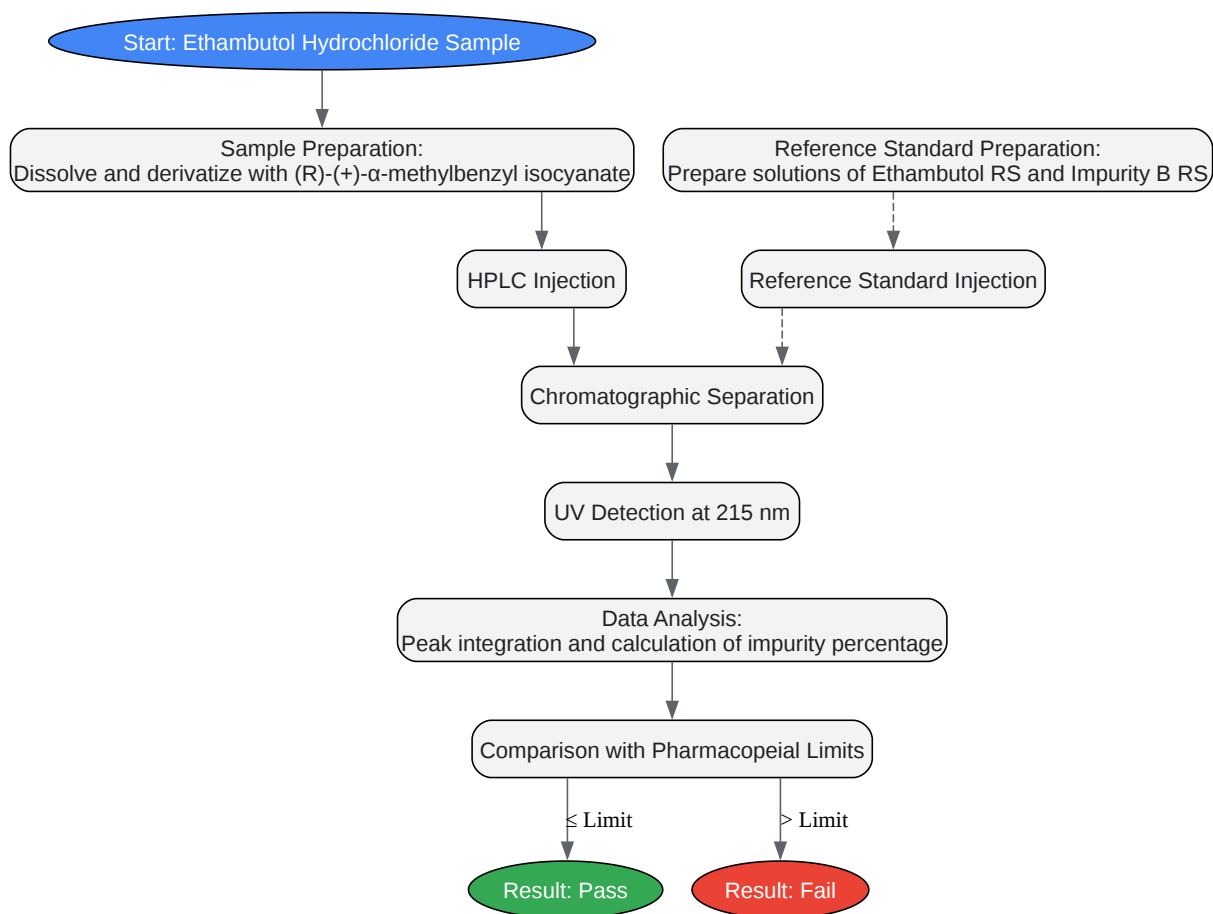 Start: Ethambutol Hydrochloride Sample
Sample Preparation:
Dissolve and derivatize with (R)-(+)-α-methylbenzyl isocyanate
Reference Standard Preparation:
Prepare solutions of Ethambutol RS and Impurity B RS
HPLC Injection
Reference Standard Injection
Chromatographic Separation
UV Detection at 215 nm
Data Analysis:
Peak integration and calculation of impurity percentage
Comparison with Pharmacopeial Limits
≤ Limit
> Limit
Result: Pass
Result: Fail